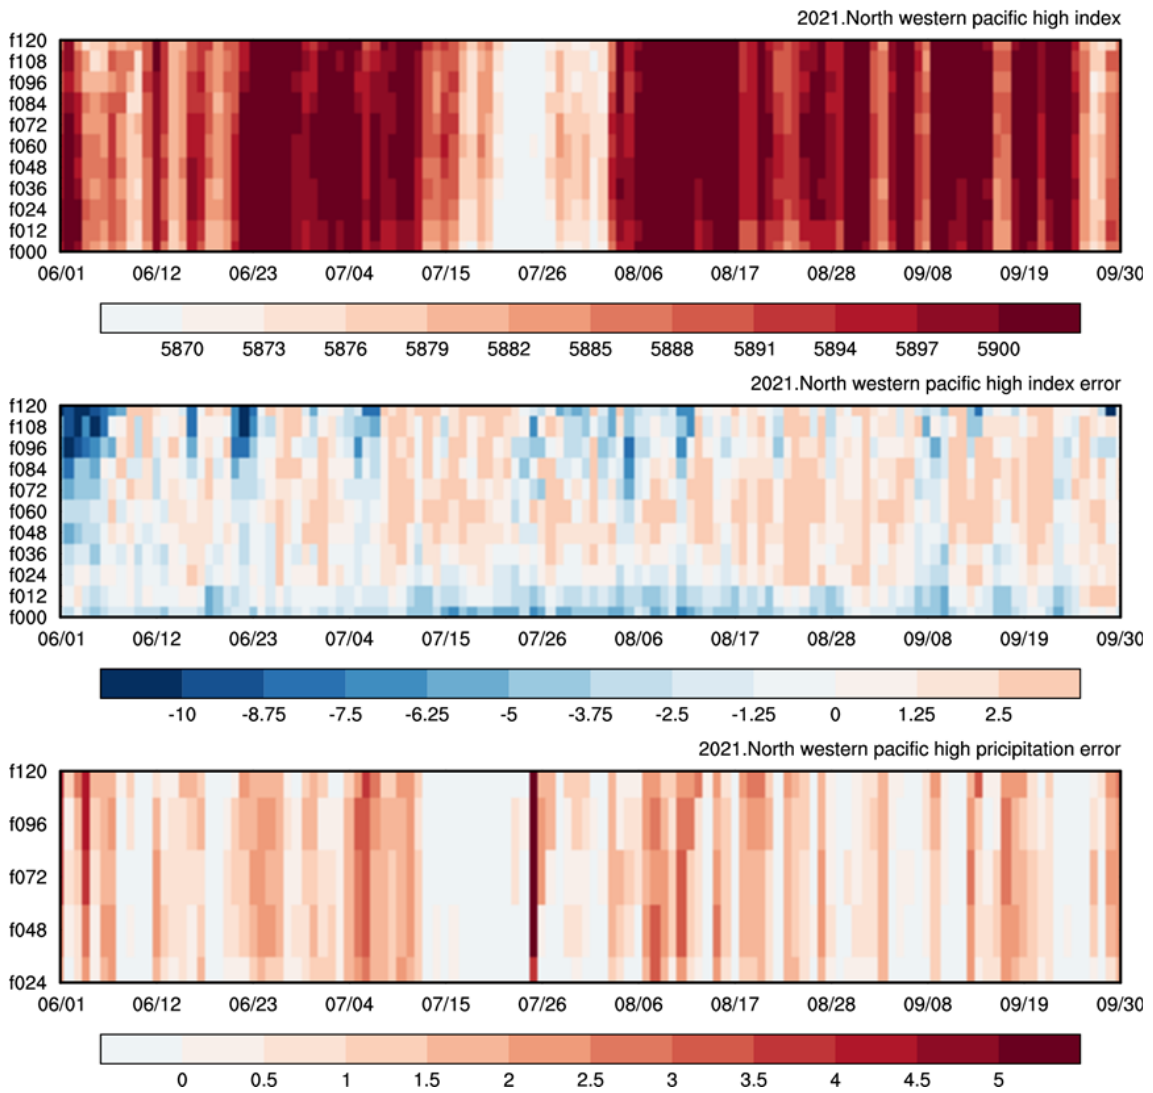 2021.North western pacific high index
f120
f108
f096
f084
f072
f060
f048
f036
f024
f012
f000
06/01 06/12 06/23 07/04 07/15 07/26 08/06 08/17 08/28 09/08 09/19 09/30
5870 5873 5876 5879 5882 5885 5888 5891 5894 5897 5900
2021.North western pacific high index error
f120
f108
f096
f084
f072
f060
f048
f036
f024
f012
f000
06/01 06/12 06/23 07/04 07/15 07/26 08/06 08/17 08/28 09/08 09/19 09/30
-10 -8.75 -7.5 -6.25 -5 -3.75 -2.5 -1.25 0 1.25 2.5
2021.North western pacific high pricipitation error
f120
f096
f072
f048
f024
06/01 06/12 06/23 07/04 07/15 07/26 08/06 08/17 08/28 09/08 09/19 09/30
0 0.5 1 1.5 2 2.5 3 3.5 4 4.5 5